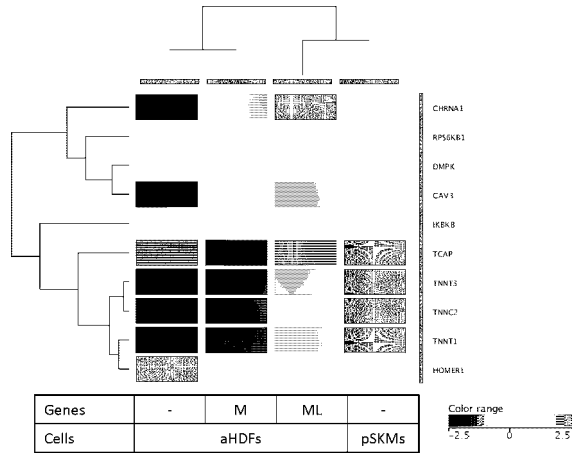 CHRNA1
RPS6KB1
DMPK
CAV3
IKBKB
TCAP
TNNT3
TNNC2
TNNT1
HOMER1
Genes - M ML -
Cells aHDFs pSKMs
Color range
-2.5 0 2.5